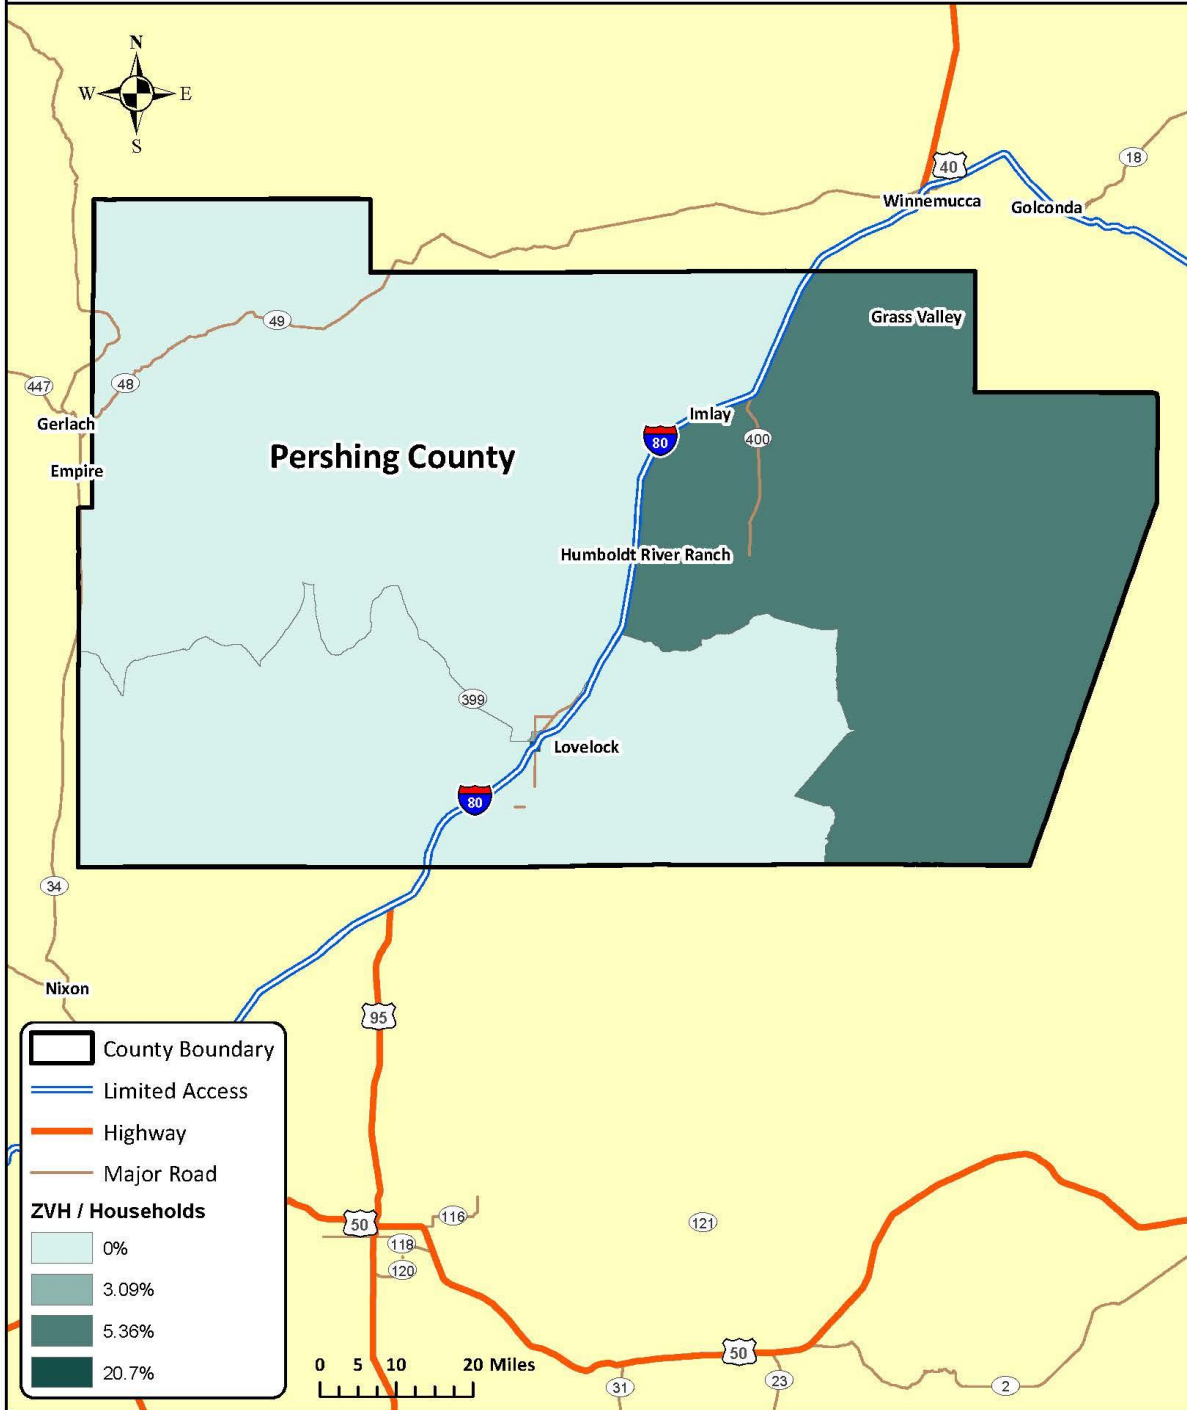 N
W E
S
40
18
Winnemucca
Golconda
Grass Valley
49
48
447
Gerlach
Imlay
400
80
Pershing County
Empire
Humboldt River Ranch
399
Lovelock
80
34
Nixon
95
County Boundary
Limited Access
Highway
Major Road
ZVH / Households
0%
3.09%
5.36%
20.7%
116
50
121
118
120
50
0 5 10 20 Miles
31
23
2